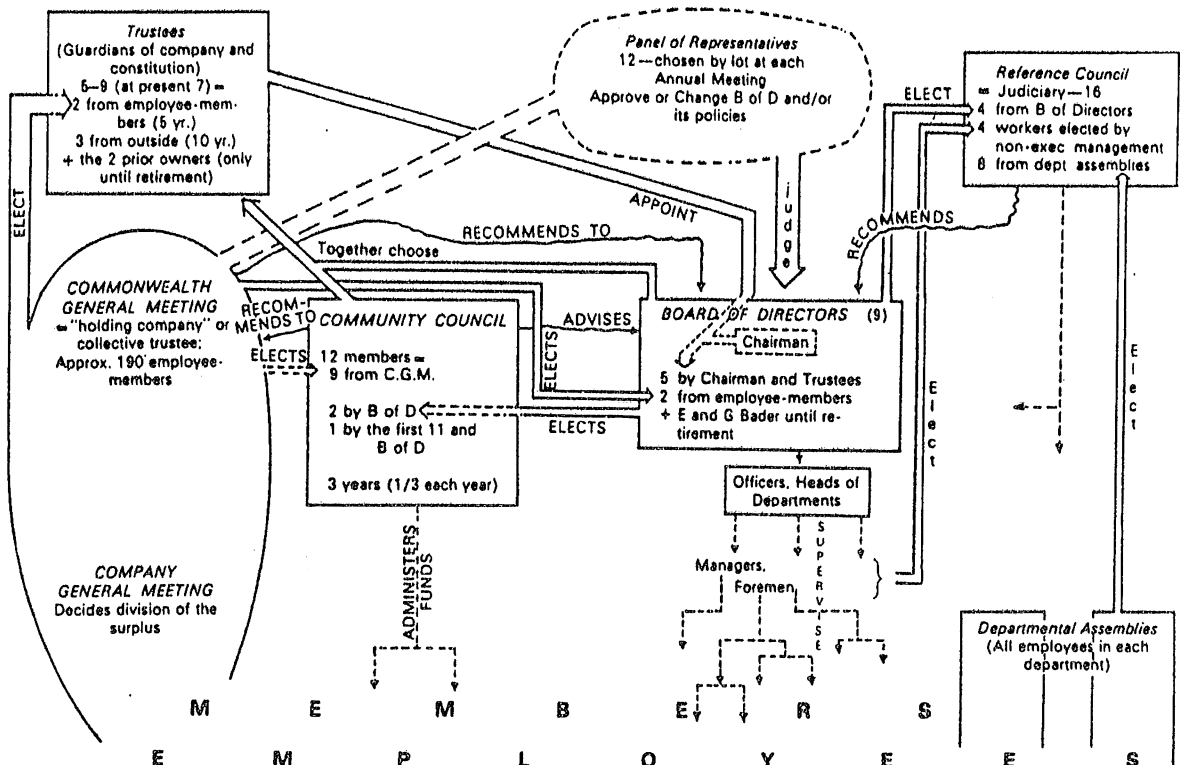 Trustees
(Guardians of company and
constitution)
5–9 (at present 7) =
2 from employee-mem-
bers (5 yr.)
3 from outside (10 yr.)
+ the 2 prior owners (only
until retirement)
Panel of Representatives
12—chosen by lot at each
Annual Meeting
Approve or Change B of D and/or
its policies
Reference Council
= Judiciary—16
4 from B of Directors
4 workers elected by
non-exec management
8 from dept assemblies
ELECT
ELECT
APPOINT
judge
RECOMMENDS
RECOMMENDS TO
Together choose
COMMONWEALTH
GENERAL MEETING
= "holding company" or
collective trustee;
Approx. 190 employee-
members
RECOM-
MENDS TO
ELECTS
COMMUNITY COUNCIL
12 members =
9 from C.G.M.
2 by B of D
1 by the first 11 and
B of D
3 years (1/3 each year)
ADVISES
ELECTS
ELECTS
BOARD OF DIRECTORS (9)
Chairman
5 by Chairman and Trustees
2 from employee-members
+ E and G Bader until re-
tirement
Elect
Elect
Officers, Heads of
Departments
SUPERVISE
Managers,
Foremen
ADMINISTERS
FUNDS
COMPANY
GENERAL MEETING
Decides division of the
surplus
Departmental Assemblies
(All employees in each
department)
M E M B E R S
E M P L O Y E E S